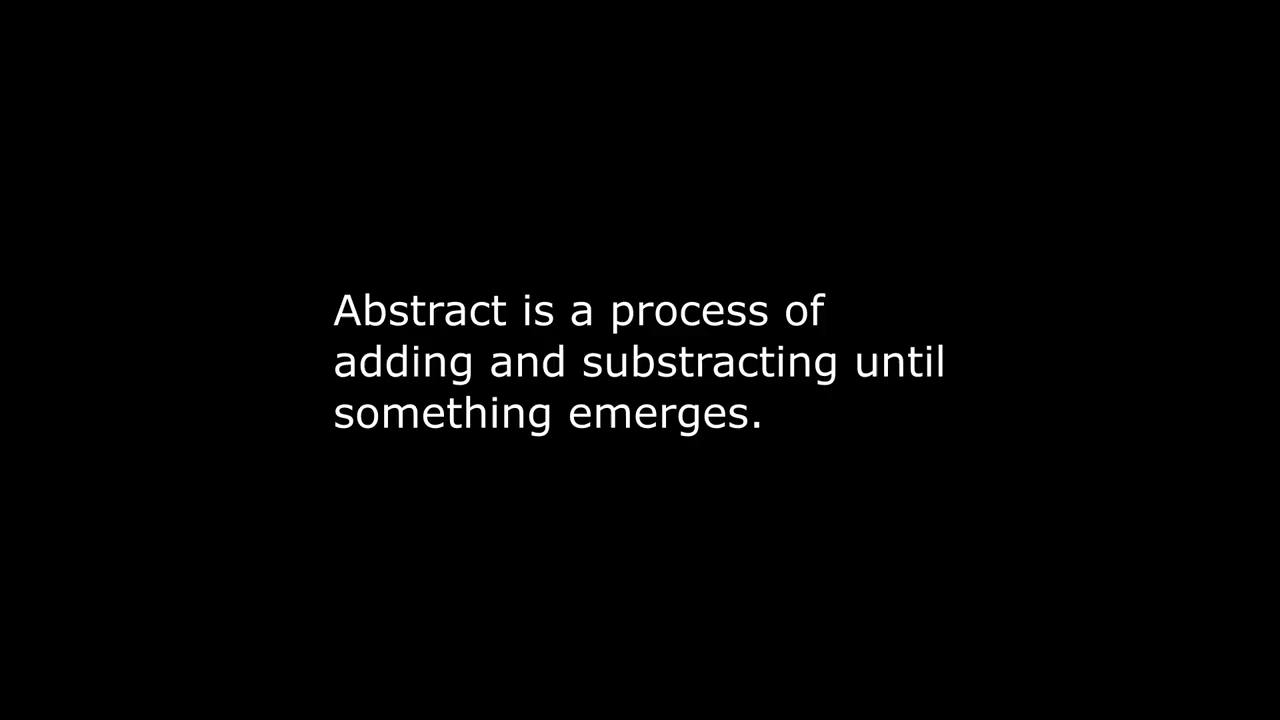 Abstract is a process of
adding and substracting until
something emerges.